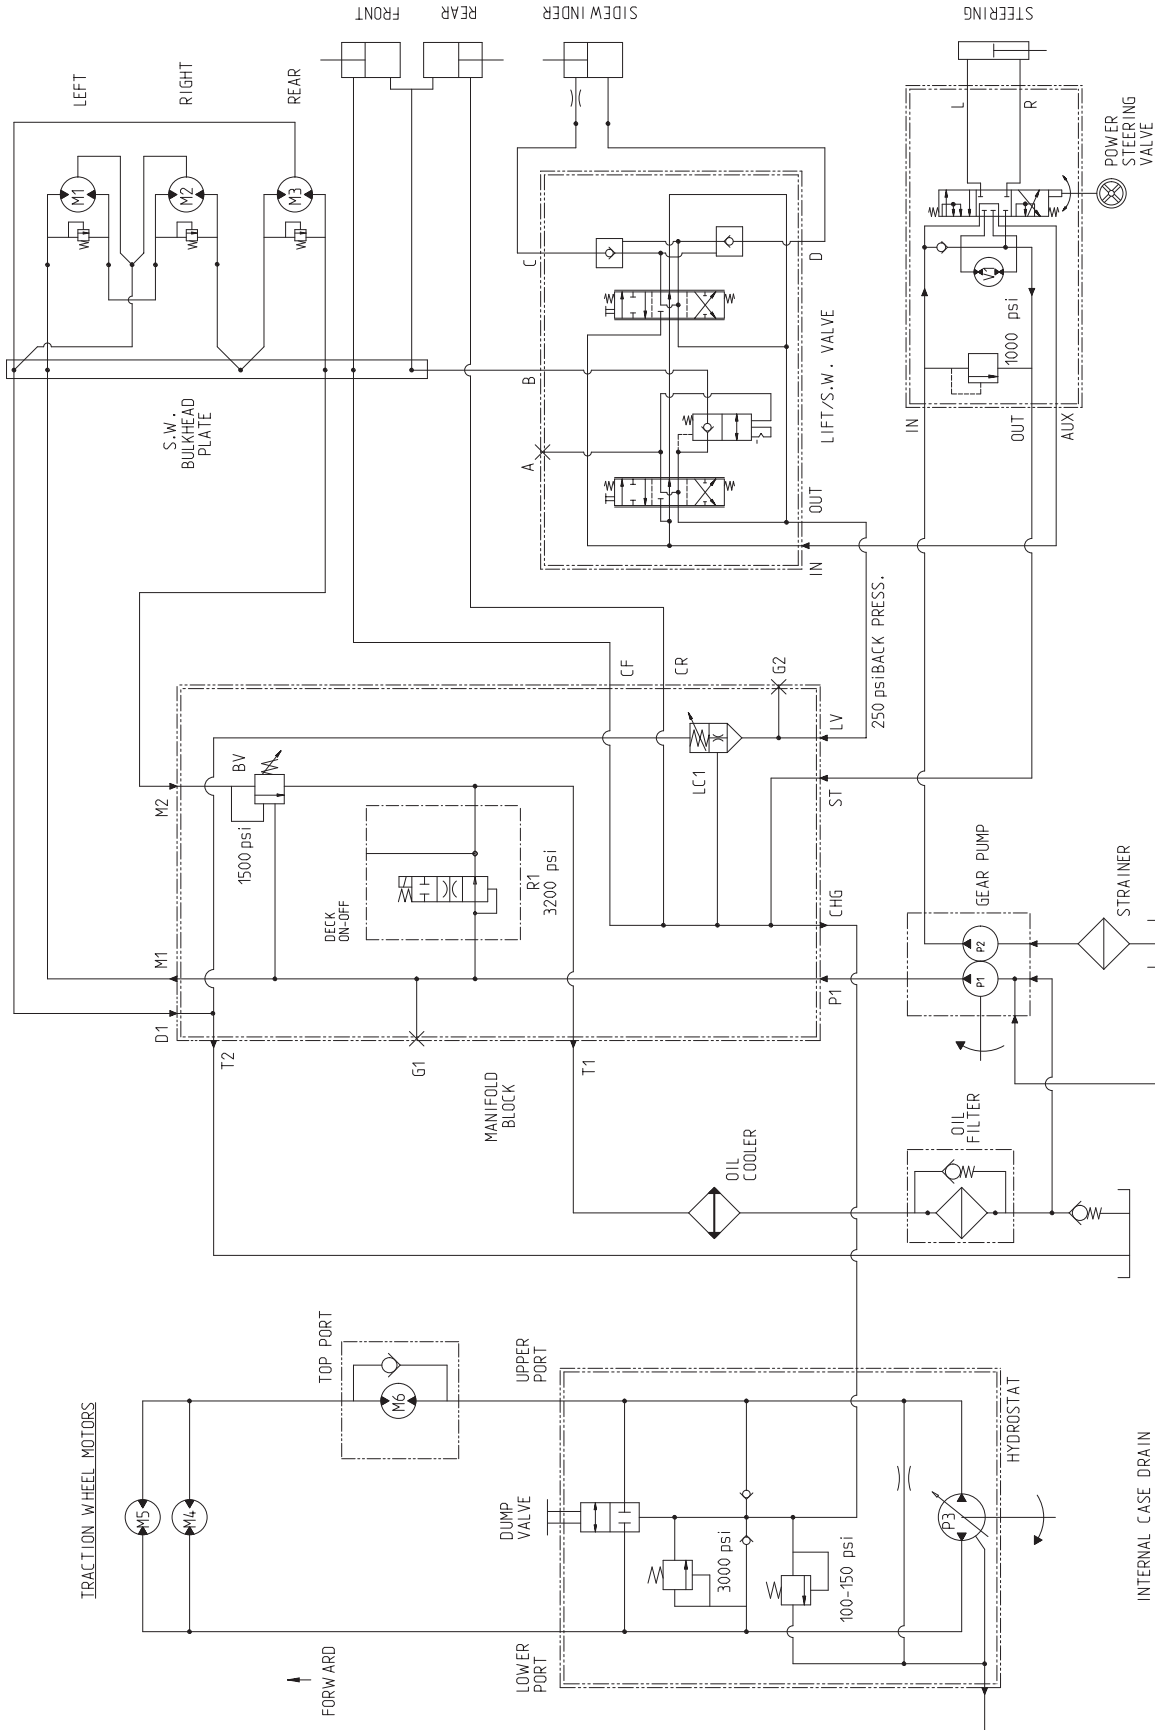 FRONT
REAR
SIDEWINDER
STEERING
LEFT
RIGHT
REAR
M1
M2
M3
L
R
POWER
STEERING
VALVE
V1
1000 psi
IN
OUT
AUX
C
D
B
A
LIFT/S.W. VALVE
OUT
IN
S.W.
BULKHEAD
PLATE
250 psiBACK PRESS.
CF
CR
G2
LV
LC1
ST
BV
M2
1500 psi
DECK
ON-OFF
R1
3200 psi
CHG
M1
P1
D1
T2
G1
T1
MANIFOLD
BLOCK
GEAR PUMP
P2
P1
STRAINER
OIL
COOLER
OIL
FILTER
TRACTION WHEEL MOTORS
M5
M4
TOP PORT
M6
UPPER
PORT
HYDROSTAT
DUMP
VALVE
3000 psi
100-150 psi
P3
LOWER
PORT
FORWARD
INTERNAL CASE DRAIN